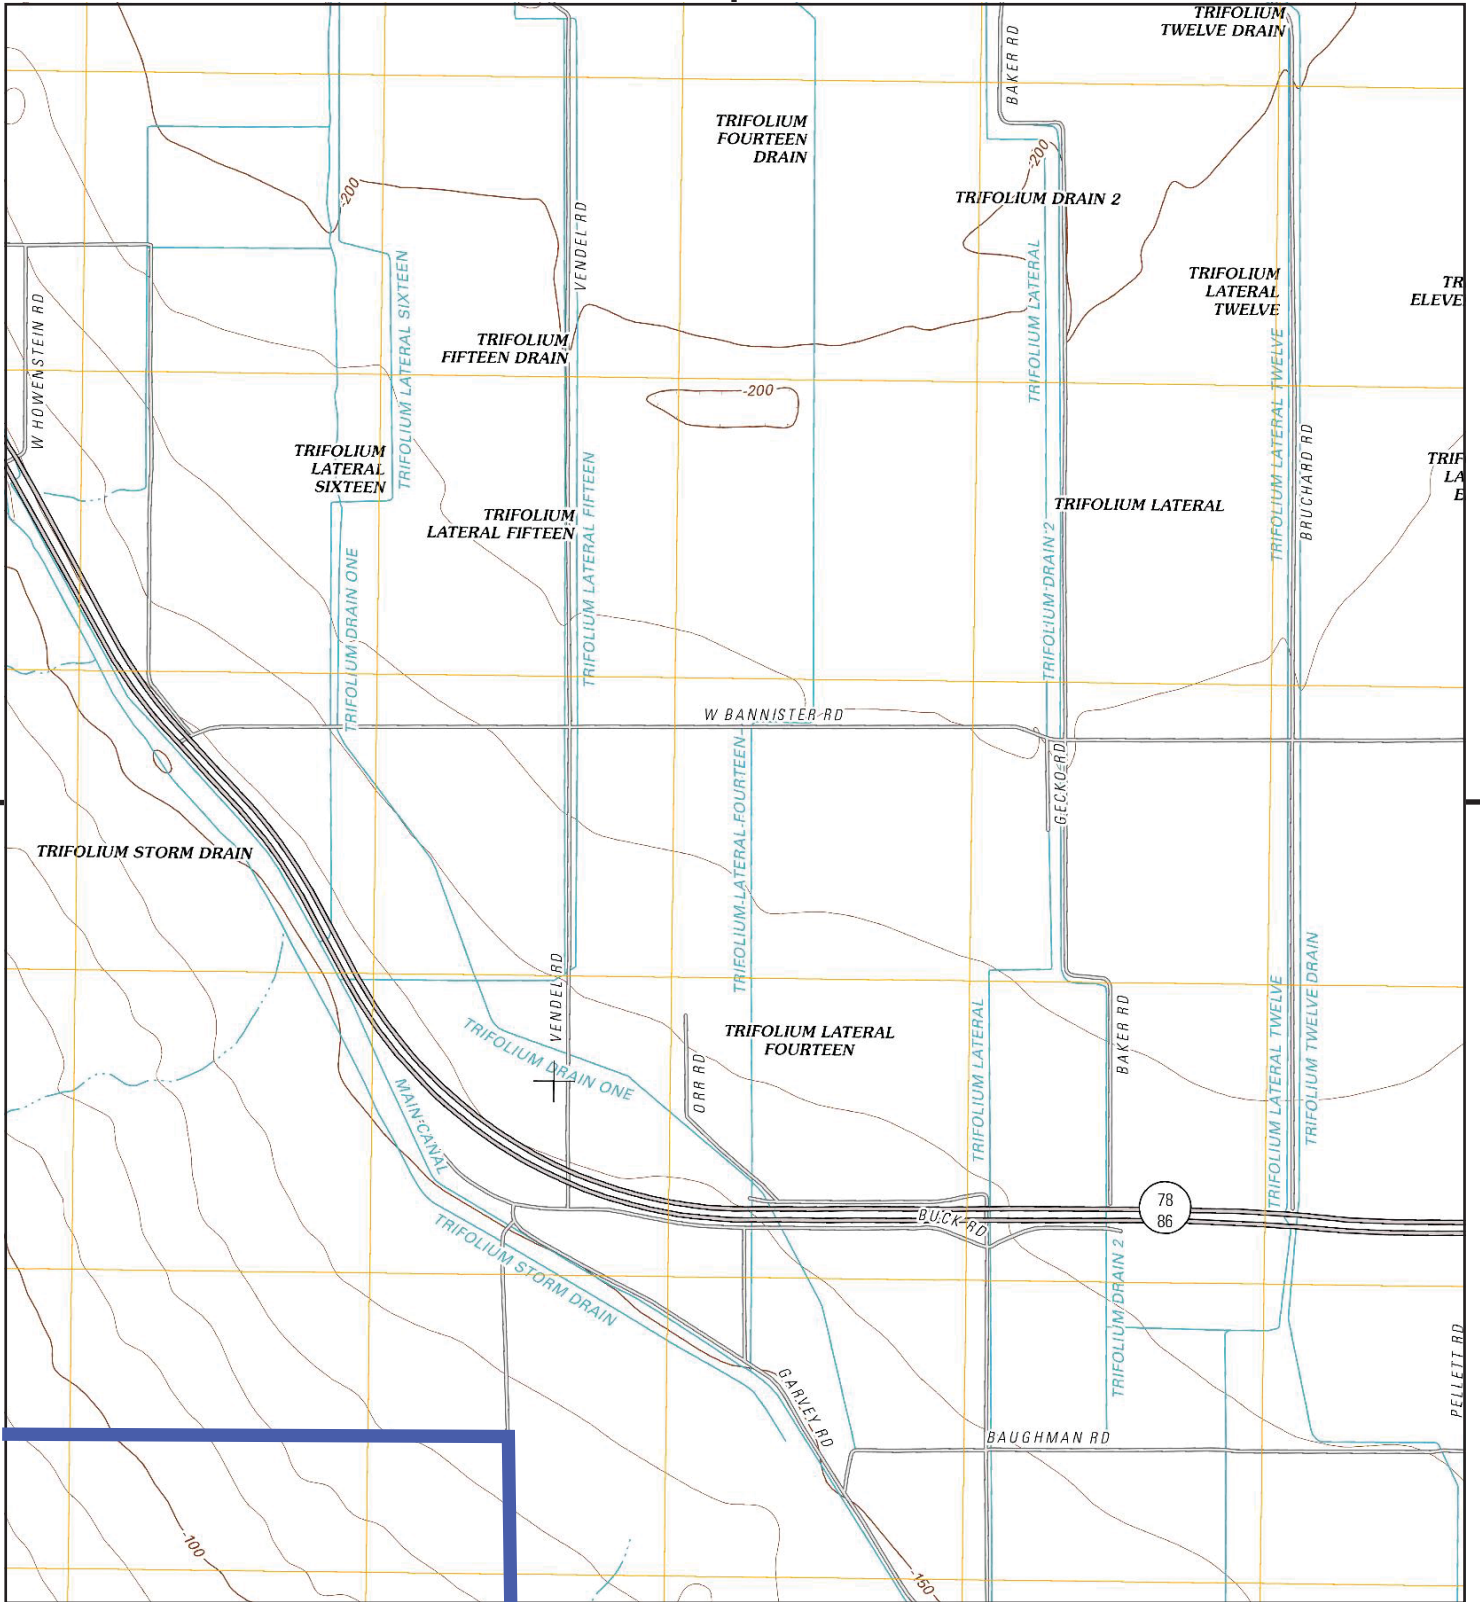 TRIFOLIUM
TWELVE DRAIN
BAKER RD
TRIFOLIUM
FOURTEEN
DRAIN
-200
-200
TRIFOLIUM DRAIN 2
VENDEL RD
TRIFOLIUM LATERAL SIXTEEN
TRIFOLIUM LATERAL
TRIFOLIUM
LATERAL
TWELVE
TR
ELEVE
W HOWENSTEIN RD
TRIFOLIUM
FIFTEEN DRAIN
TRIFOLIUM LATERAL TWELVE
-200
BRUCHARD RD
TRIFOLIUM
LATERAL
SIXTEEN
TRIFOLIUM LATERAL FIFTEEN
TRIF
LA
E
TRIFOLIUM
LATERAL FIFTEEN
TRIFOLIUM LATERAL
TRIFOLIUM DRAIN ONE
TRIFOLIUM DRAIN 2
W BANNISTER RD
TRIFOLIUM LATERAL FOURTEEN
GECKO RD
TRIFOLIUM STORM DRAIN
VENDEL RD
TRIFOLIUM TWELVE DRAIN
TRIFOLIUM LATERAL TWELVE
TRIFOLIUM LATERAL
BAKER RD
TRIFOLIUM DRAIN ONE
TRIFOLIUM LATERAL
FOURTEEN
ORR RD
MAIN CANAL
78
86
BUCK RD
TRIFOLIUM STORM DRAIN
TRIFOLIUM DRAIN 2
PELLETT RD
GARVEY RD
BAUGHMAN RD
-100
-150